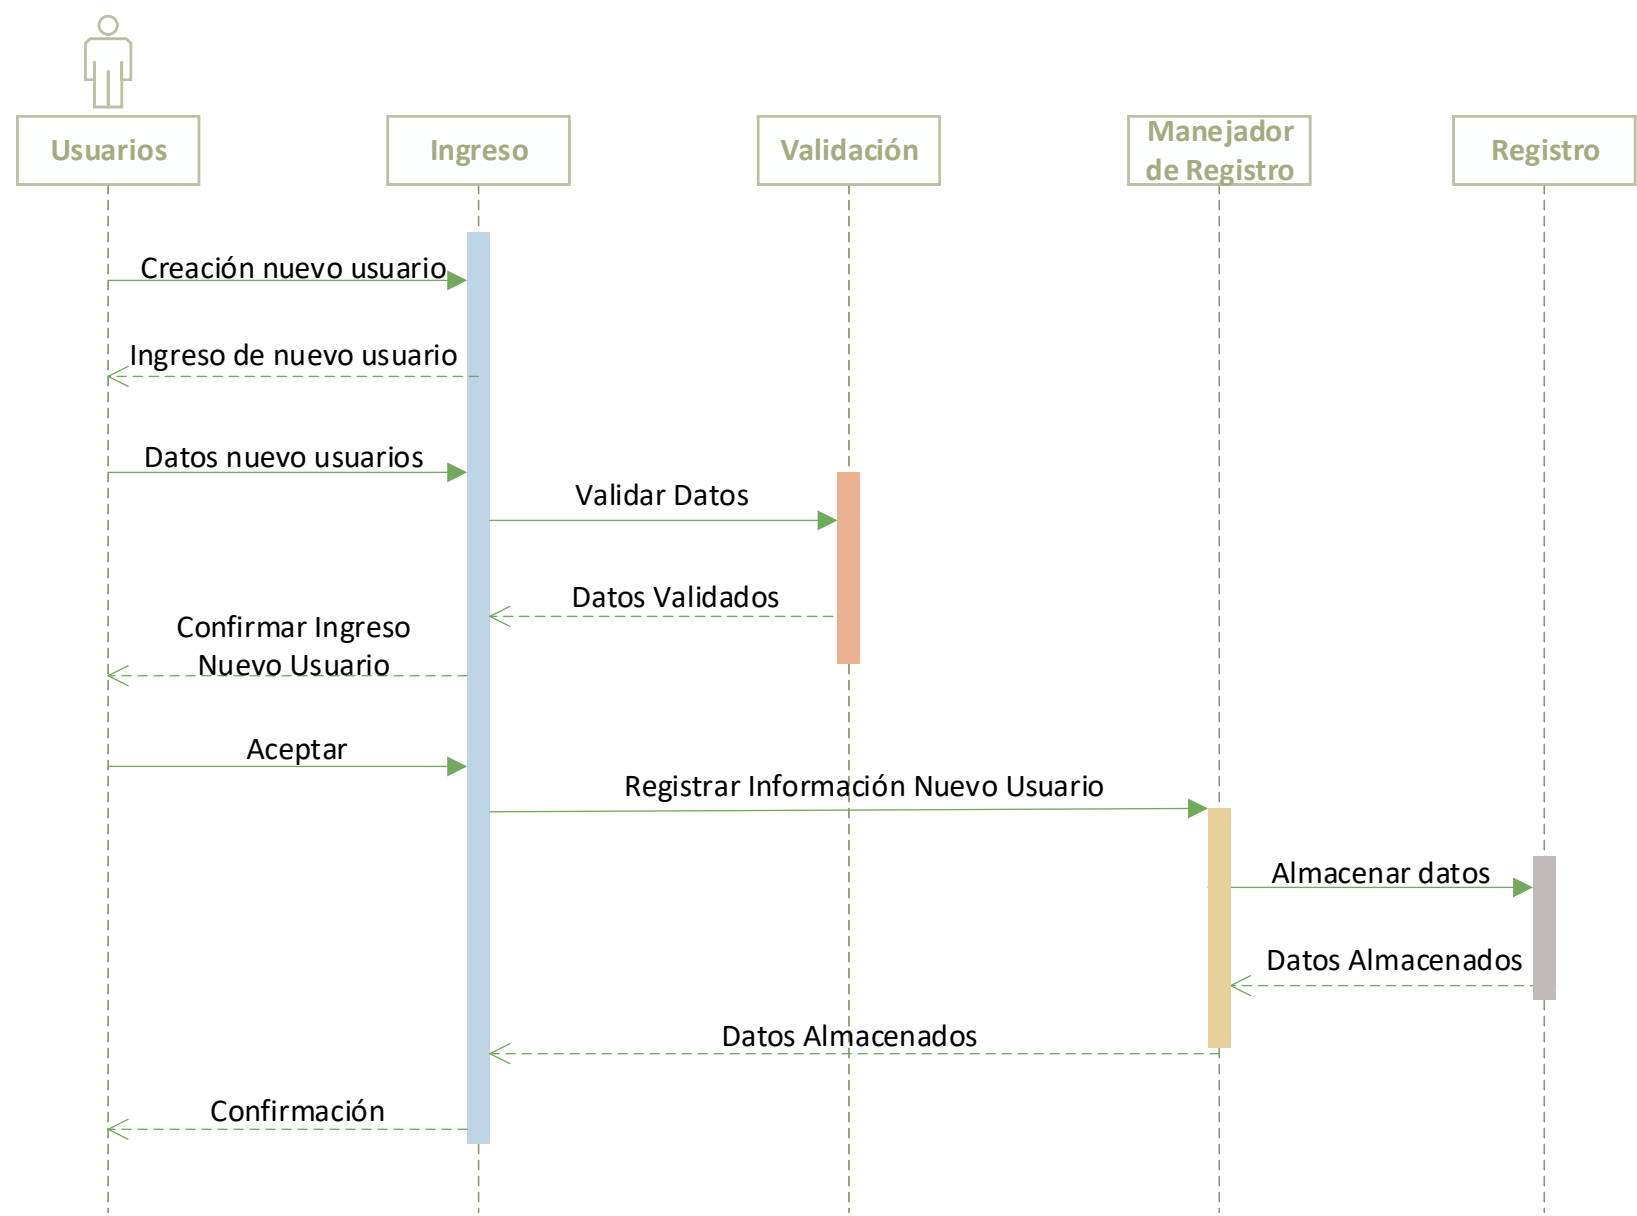 Usuarios
Ingreso
Validación
Manejador
de Registro
Registro
Creación nuevo usuario
Ingreso de nuevo usuario
Datos nuevo usuarios
Validar Datos
Datos Validados
Confirmar Ingreso
Nuevo Usuario
Aceptar
Registrar Información Nuevo Usuario
Almacenar datos
Datos Almacenados
Datos Almacenados
Confirmación